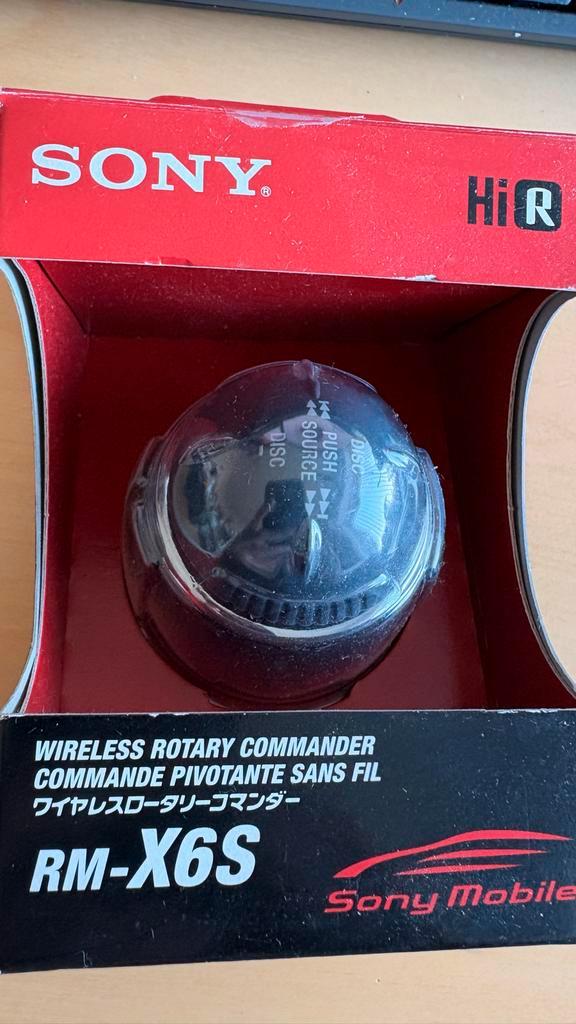 SONY®
HiR
DISC
PUSH
SOURCE
DISC
–
WIRELESS ROTARY COMMANDER
COMMANDE PIVOTANTE SANS FIL
ワイヤレスロータリーコマンダー
RM-X6S
Sony Mobile